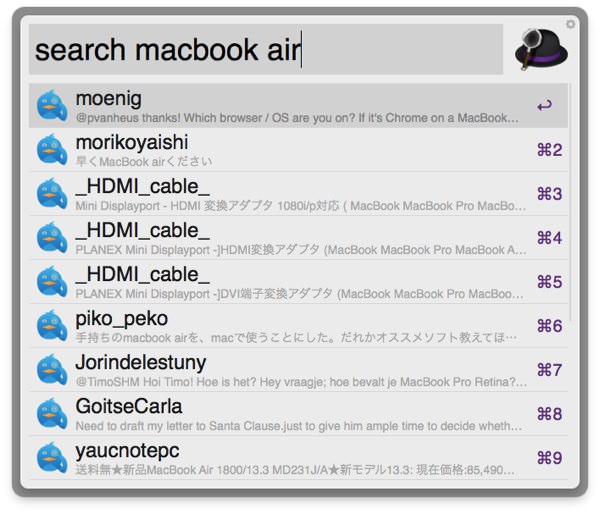 search macbook air
moenig
@pvanheus thanks! Which browser / OS are you on? If it's Chrome on a MacBook…
↩
morikoyaishi
早くMacBook airください
⌘2
_HDMI_cable_
Mini Displayport - HDMI 変換アダプタ 1080i/p対応 ( MacBook MacBook Pro MacBo…
⌘3
_HDMI_cable_
PLANEX Mini Displayport -]HDMI変換アダプタ (MacBook MacBook Pro MacBook A…
⌘4
_HDMI_cable_
PLANEX Mini Displayport -]DVI端子変換アダプタ (MacBook MacBook Pro MacBoo…
⌘5
piko_peko
手持ちのmacbook airを、macで使うことにした。だれかオススメソフト教えてほ…
⌘6
Jorindelestuny
@TimoSHM Hoi Timo! Hoe is het? Hey vraagje; hoe bevalt je MacBook Pro Retina?…
⌘7
GoitseCarla
Need to draft my letter to Santa Clause.just to give him ample time to decide wheth…
⌘8
yaucnotepc
送料無★新品MacBook Air 1800/13.3 MD231J/A★新モデル13.3: 現在価格:85,490…
⌘9